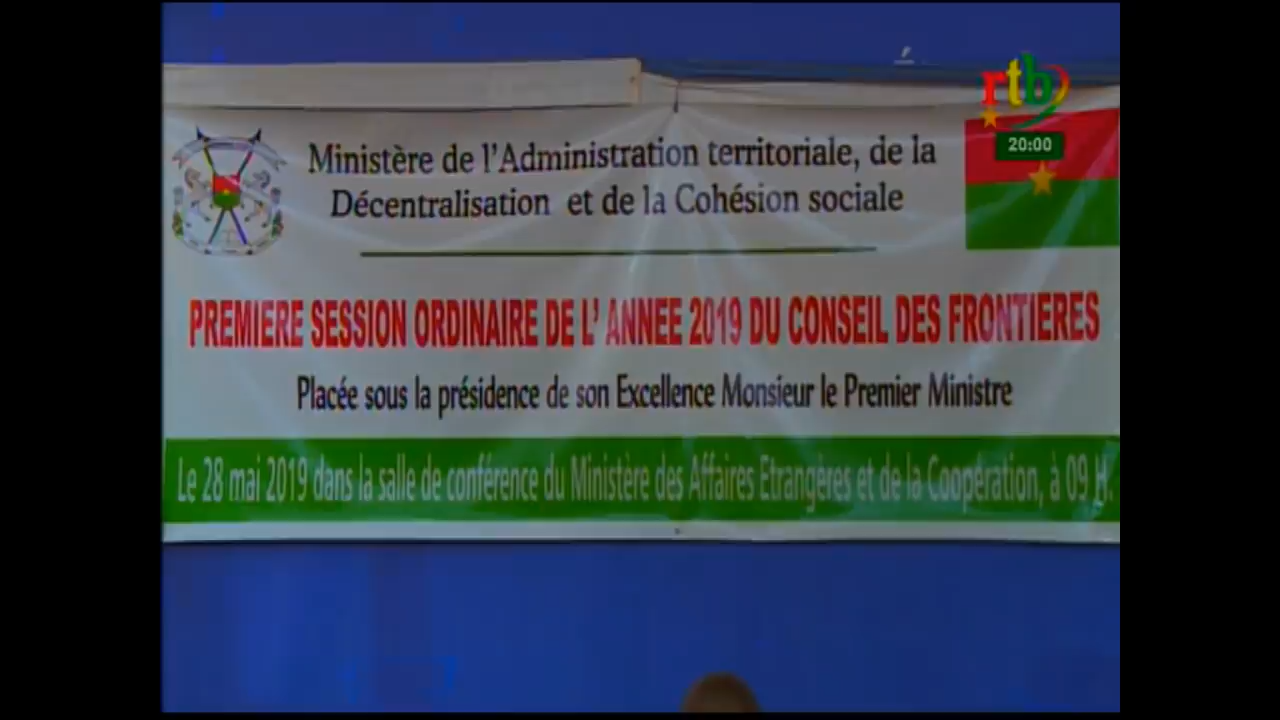 rtb
20:00
Ministère de l'Administration territoriale, de la
Décentralisation et de la Cohésion sociale
PREMIERE SESSION ORDINAIRE DE L' ANNEE 2019 DU CONSEIL DES FRONTIERES
Placée sous la présidence de son Excellence Monsieur le Premier Ministre
Le 28 mai 2019 dans la salle de conférence du Ministère des Affaires Etrangères et de la Coopération, à 09 H.